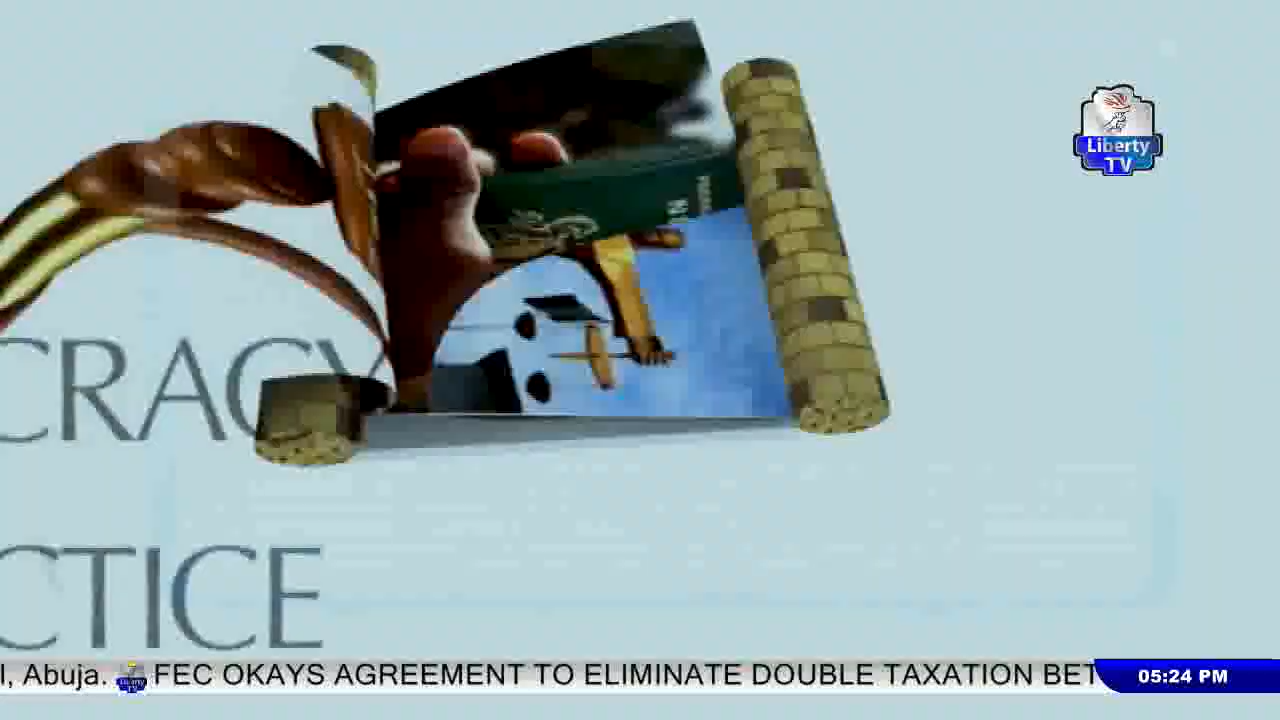 Liberty
TV
CRACY
CTICE
l, Abuja. FEC OKAYS AGREEMENT TO ELIMINATE DOUBLE TAXATION BET
05:24 PM